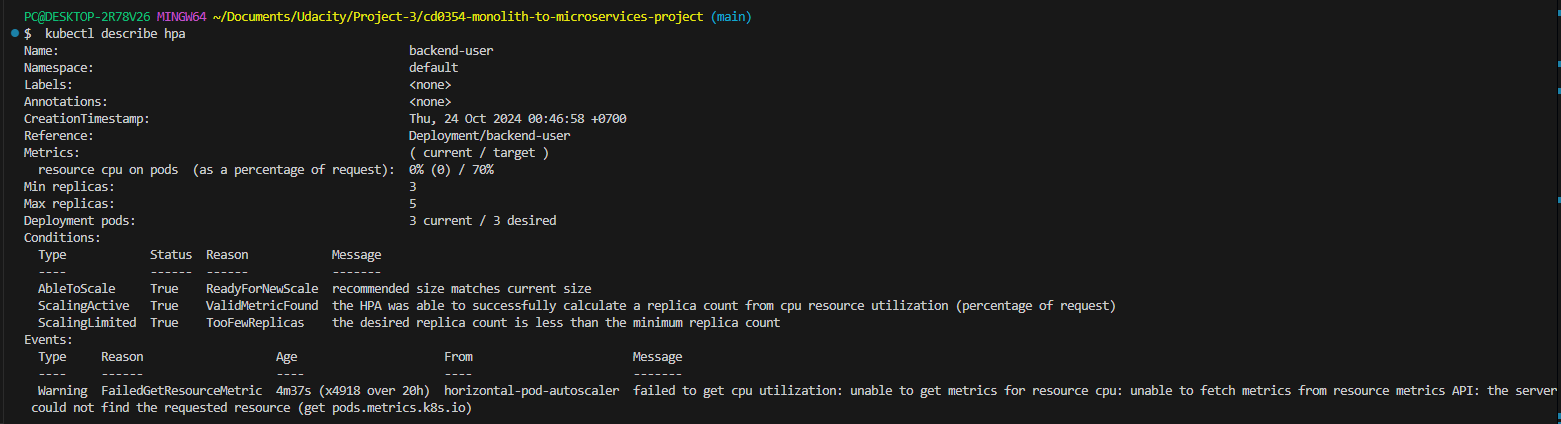 PC@DESKTOP-2R78V26 MINGW64 ~/Documents/Udacity/Project-3/cd0354-monolith-to-microservices-project (main)
$ kubectl describe hpa
Name: backend-user
Namespace: default
Labels: <none>
Annotations: <none>
CreationTimestamp: Thu, 24 Oct 2024 00:46:58 +0700
Reference: Deployment/backend-user
Metrics: ( current / target )
resource cpu on pods (as a percentage of request): 0% (0) / 70%
Min replicas: 3
Max replicas: 5
Deployment pods: 3 current / 3 desired
Conditions:
Type Status Reason Message
---- ------ ------ -------
AbleToScale True ReadyForNewScale recommended size matches current size
ScalingActive True ValidMetricFound the HPA was able to successfully calculate a replica count from cpu resource utilization (percentage of request)
ScalingLimited True TooFewReplicas the desired replica count is less than the minimum replica count
Events:
Type Reason Age From Message
---- ------ ---- ---- -------
Warning FailedGetResourceMetric 4m37s (x4918 over 20h) horizontal-pod-autoscaler failed to get cpu utilization: unable to get metrics for resource cpu: unable to fetch metrics from resource metrics API: the server
could not find the requested resource (get pods.metrics.k8s.io)